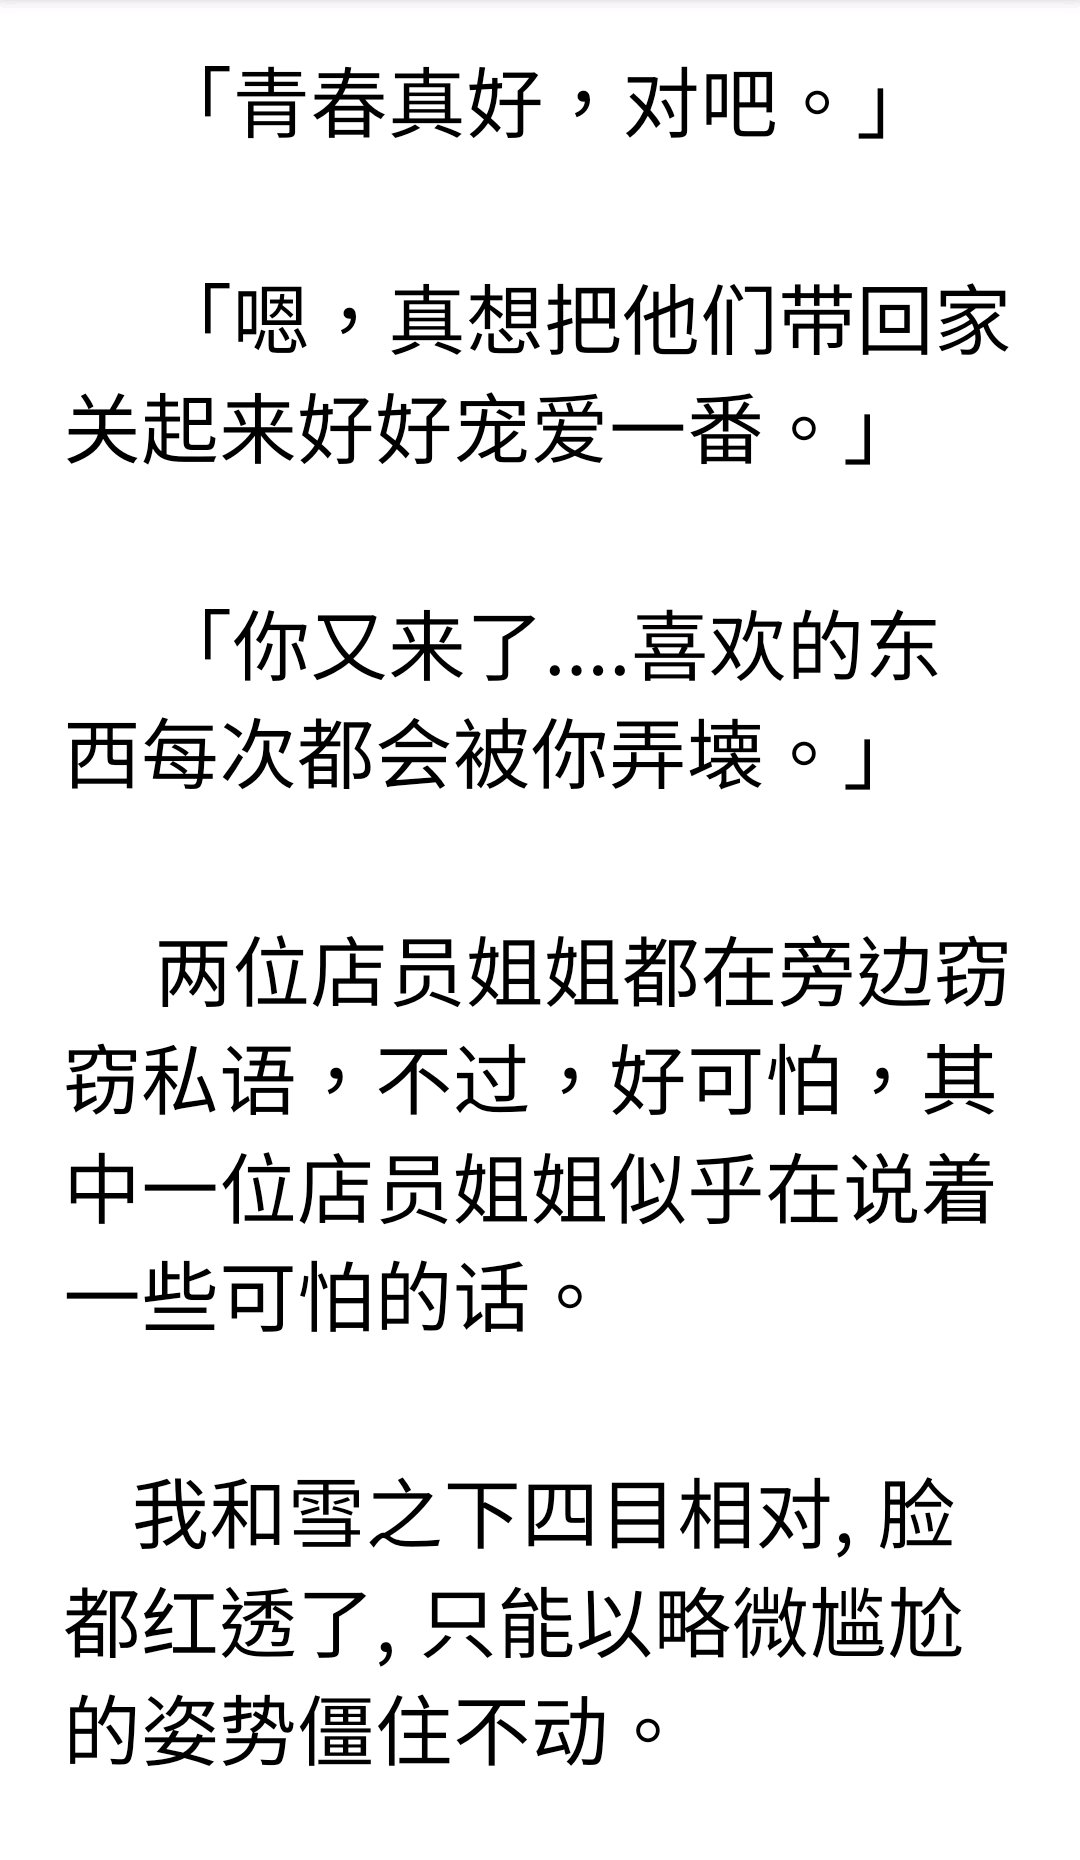 「青春真好，对吧。」
「嗯，真想把他们带回家
关起来好好宠爱一番。」
「你又来了....喜欢的东
西每次都会被你弄壞。」
两位店员姐姐都在旁边窃
窃私语，不过，好可怕，其
中一位店员姐姐似乎在说着
一些可怕的话。
我和雪之下四目相对, 脸
都红透了, 只能以略微尴尬
的姿势僵住不动。